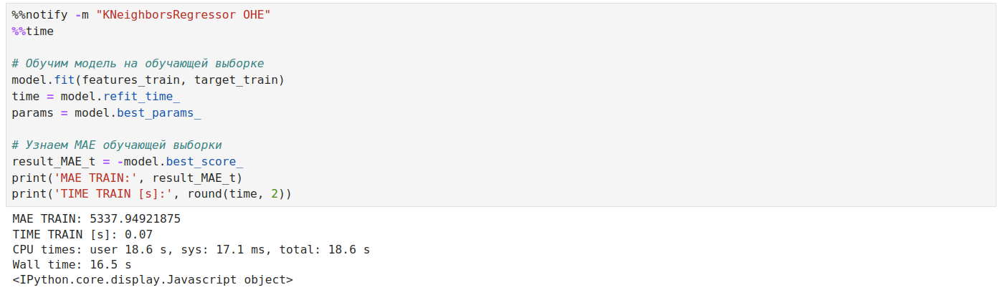 %%notify -m "KNeighborsRegressor OHE"
%%time
# Обучим модель на обучающей выборке
model.fit(features_train, target_train)
time = model.refit_time_
params = model.best_params_
# Узнаем MAE обучающей выборки
result_MAE_t = -model.best_score_
print('MAE TRAIN:', result_MAE_t)
print('TIME TRAIN [s]:', round(time, 2))
MAE TRAIN: 5337.94921875
TIME TRAIN [s]: 0.07
CPU times: user 18.6 s, sys: 17.1 ms, total: 18.6 s
Wall time: 16.5 s
<IPython.core.display.Javascript object>